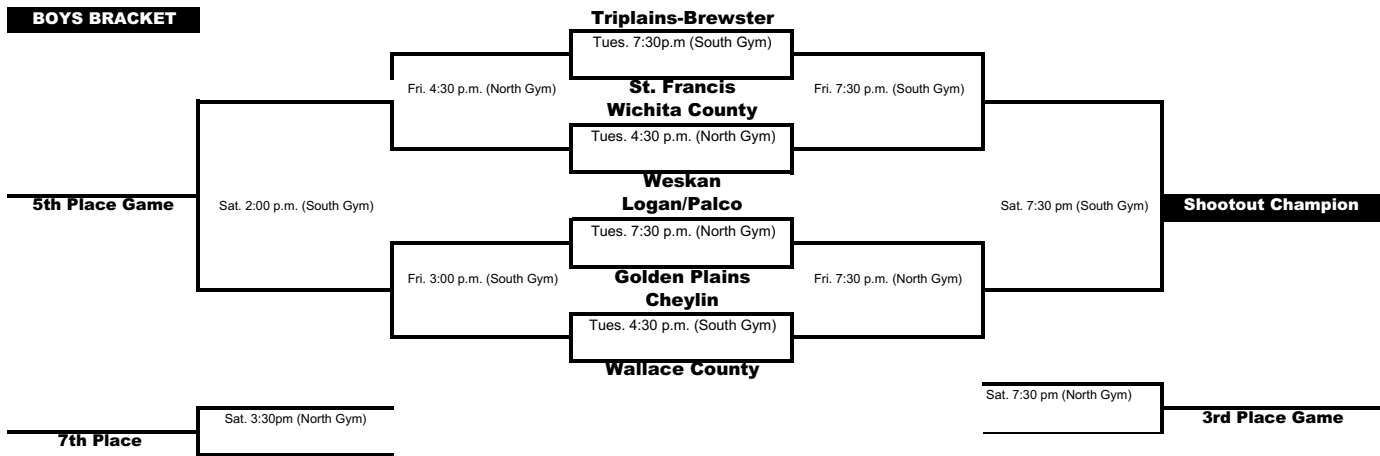 BOYS BRACKET
Triplains-Brewster
Tues. 7:30p.m (South Gym)
Fri. 4:30 p.m. (North Gym)
St. Francis
Fri. 7:30 p.m. (South Gym)
Wichita County
Tues. 4:30 p.m. (North Gym)
Weskan
5th Place Game
Sat. 2:00 p.m. (South Gym)
Logan/Palco
Sat. 7:30 pm (South Gym)
Shootout Champion
Tues. 7:30 p.m. (North Gym)
Fri. 3:00 p.m. (South Gym)
Golden Plains
Fri. 7:30 p.m. (North Gym)
Cheylin
Tues. 4:30 p.m. (South Gym)
Wallace County
Sat. 7:30 pm (North Gym)
Sat. 3:30pm (North Gym)
3rd Place Game
7th Place